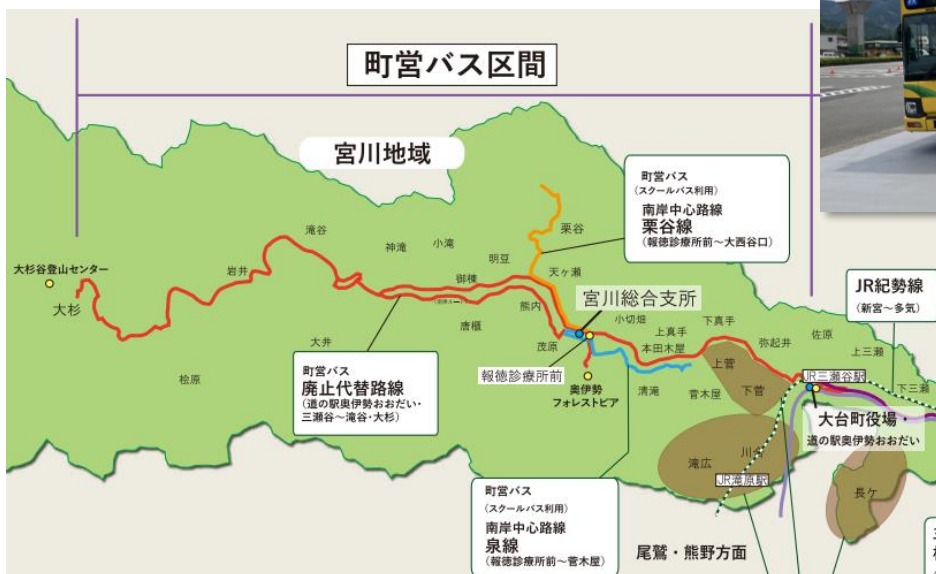 町営バス区間
宮川地域
町営バス
(スクールバス利用)
南岸中心路線
栗谷線
(報徳診療所前～大西谷口)
栗谷
滝谷
小滝
神滝
明豆
天ヶ瀬
大杉谷登山センター
岩井
御棟
大杉
熊内
宮川総合支所
JR紀勢線
(新宮～多気)
唐櫃
小切畑
下真手
上真手
佐原
弥起井
大井
茂原
本田木屋
上三瀬
町営バス
廃止代替路線
(道の駅奥伊勢おおだい・
三瀬谷～滝谷・大杉)
桧原
報徳診療所前
奥伊勢
フォレストピア
清滝
菅木屋
上菅
下菅
JR三瀬谷駅
下三瀬
大台町役場・
道の駅奥伊勢おおだい
滝広
JR滝原駅
長ケ
町営バス
(スクールバス利用)
南岸中心路線
泉線
(報徳診療所前～菅木屋)
尾鷲・熊野方面